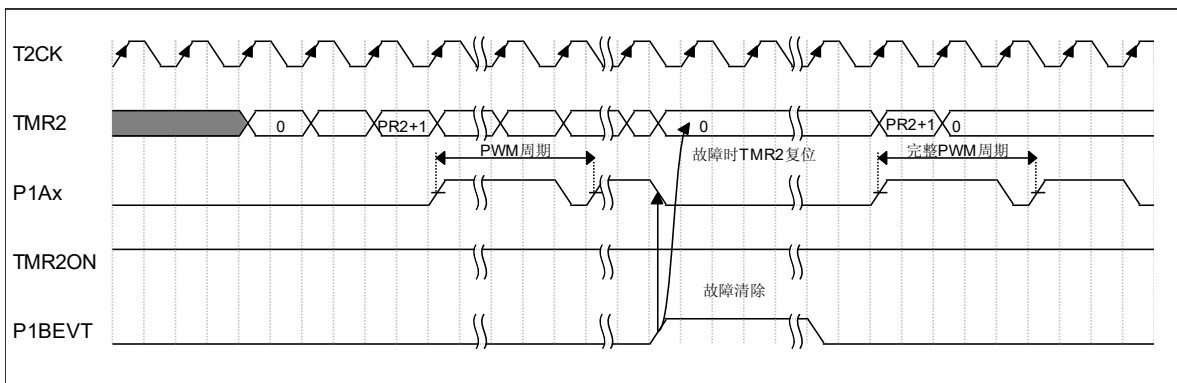 T2CK
TMR2
0
PR2+1
0
PR2+1
0
故障时TMR2复位
PWM周期
完整PWM周期
P1Ax
TMR2ON
故障清除
P1BEVT